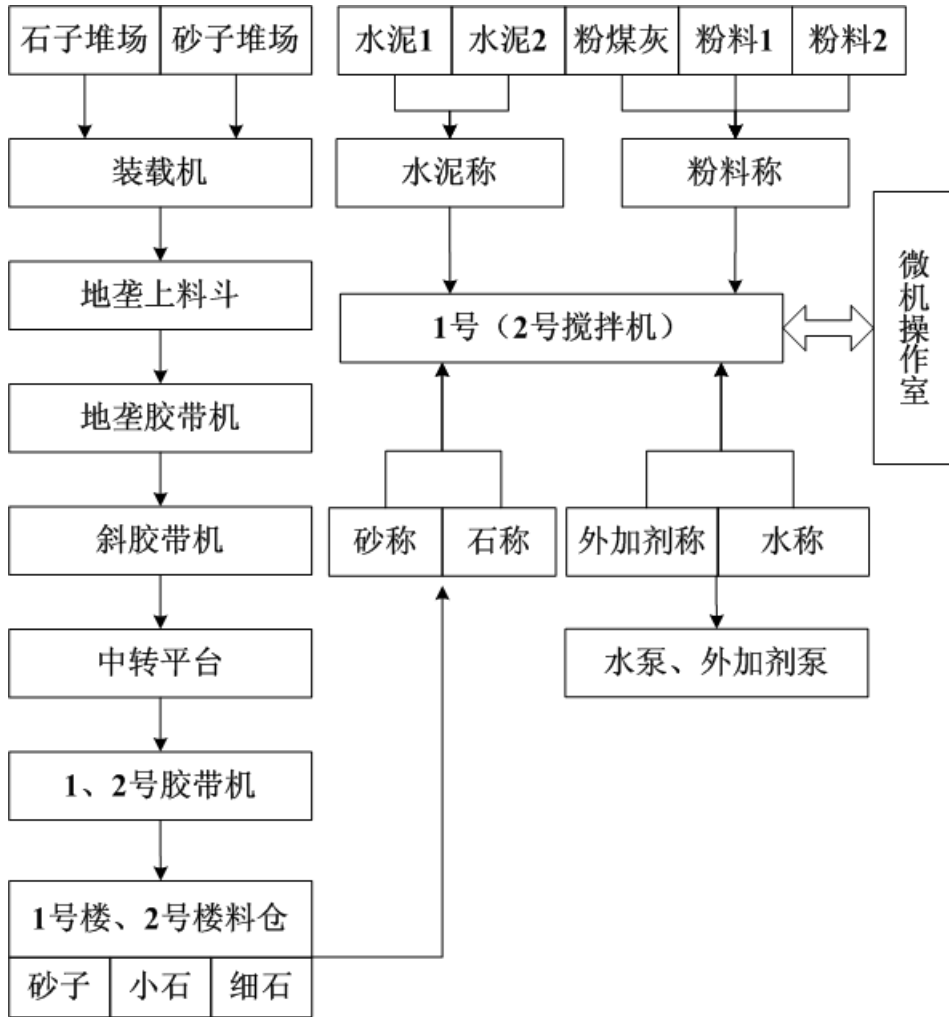 石子堆场
砂子堆场
装载机
地垄上料斗
地垄胶带机
斜胶带机
中转平台
1、2号胶带机
1号楼、2号楼料仓
砂子
小石
细石
水泥1
水泥2
粉煤灰
粉料1
粉料2
水泥称
粉料称
1号（2号搅拌机）
微机操作室
砂称
石称
外加剂称
水称
水泵、外加剂泵